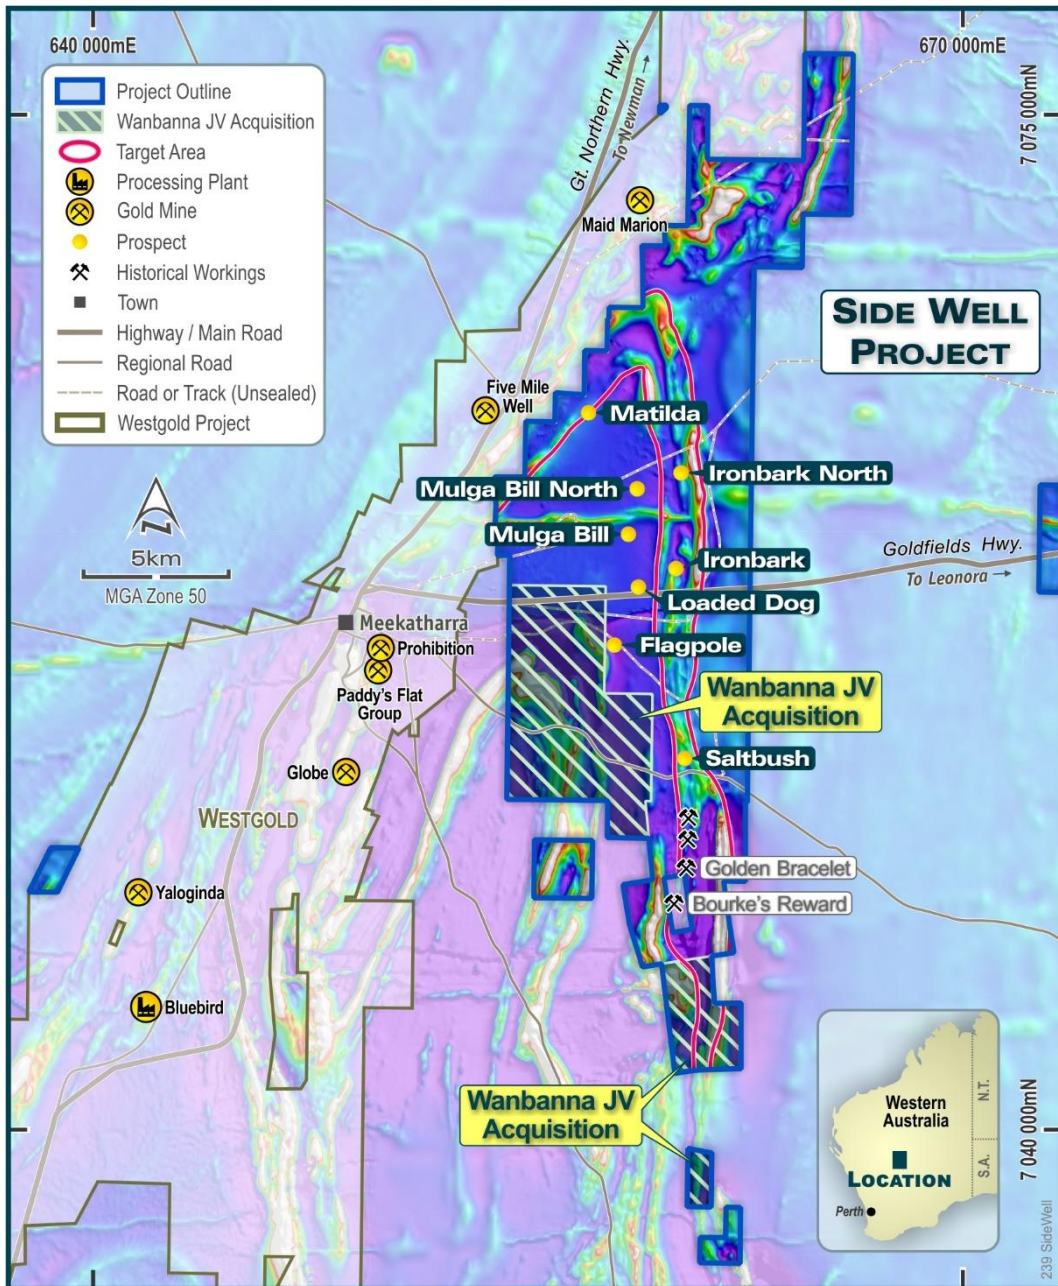 640 000mE
670 000mE
7 075 000mN
Project Outline
Wanbanna JV Acquisition
Target Area
Processing Plant
Gold Mine
Prospect
Historical Workings
Town
Highway / Main Road
Regional Road
Road or Track (Unsealed)
Westgold Project
Gt. Northern Hwy.
To Newman →
Maid Marion
SIDE WELL
PROJECT
Five Mile
Well
Matilda
Ironbark North
Mulga Bill North
Mulga Bill
N
5km
MGA Zone 50
Goldfields Hwy.
To Leonora →
Ironbark
Loaded Dog
Meekatharra
Prohibition
Paddy's Flat
Group
Flagpole
Wanbanna JV
Acquisition
Saltbush
Globe
WESTGOLD
Golden Bracelet
Bourke's Reward
Yaloginda
Bluebird
Wanbanna JV
Acquisition
Western
Australia
N.T.
S.A.
LOCATION
Perth
7 040 000mN
239 SideWell